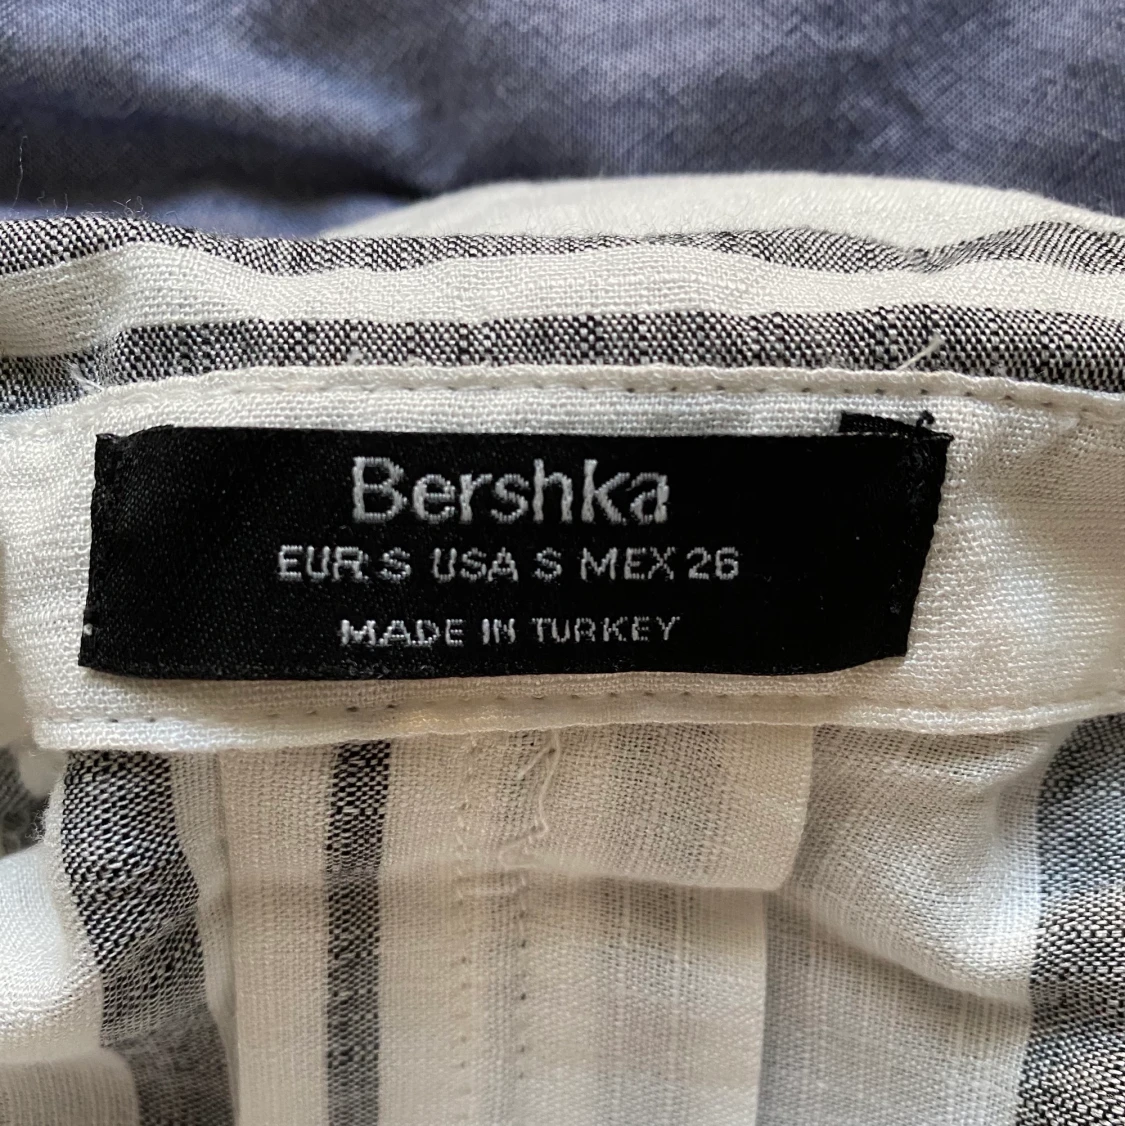 Bershka
EUR S USA S MEX 26
MADE IN TURKEY